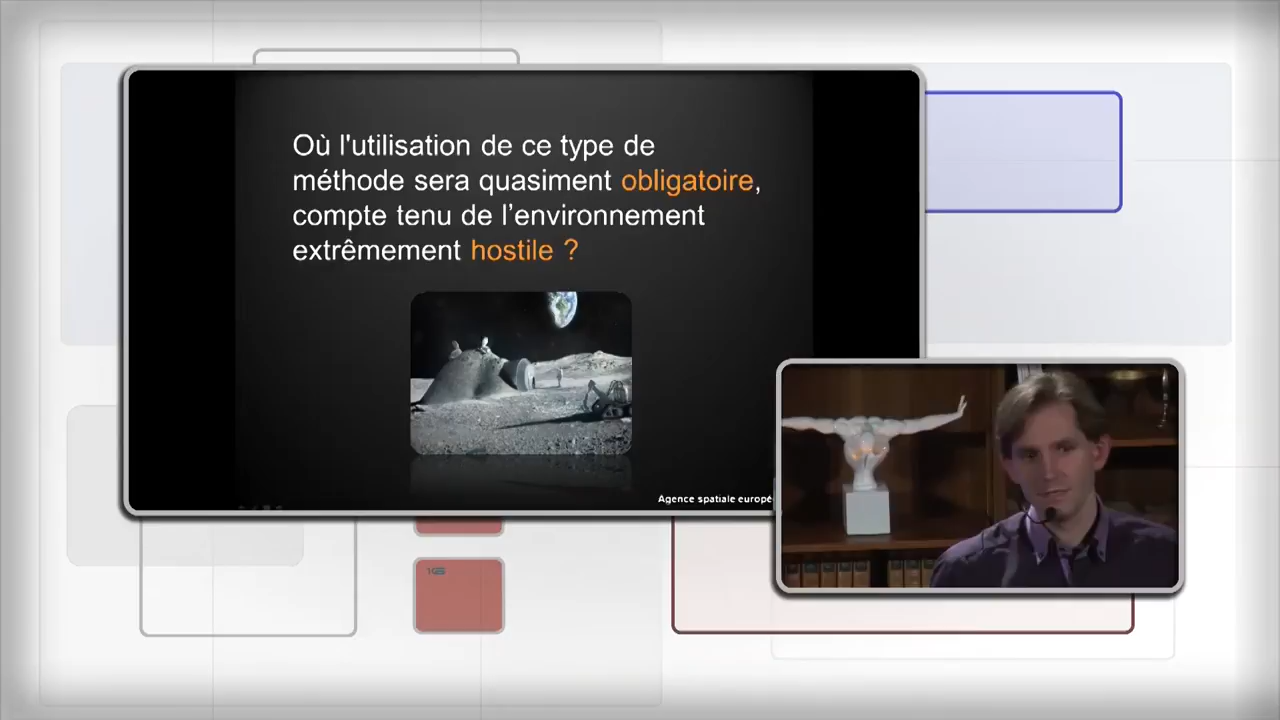 Où l'utilisation de ce type de
méthode sera quasiment obligatoire,
compte tenu de l’environnement
extrêmement hostile ?
Agence spatiale europé